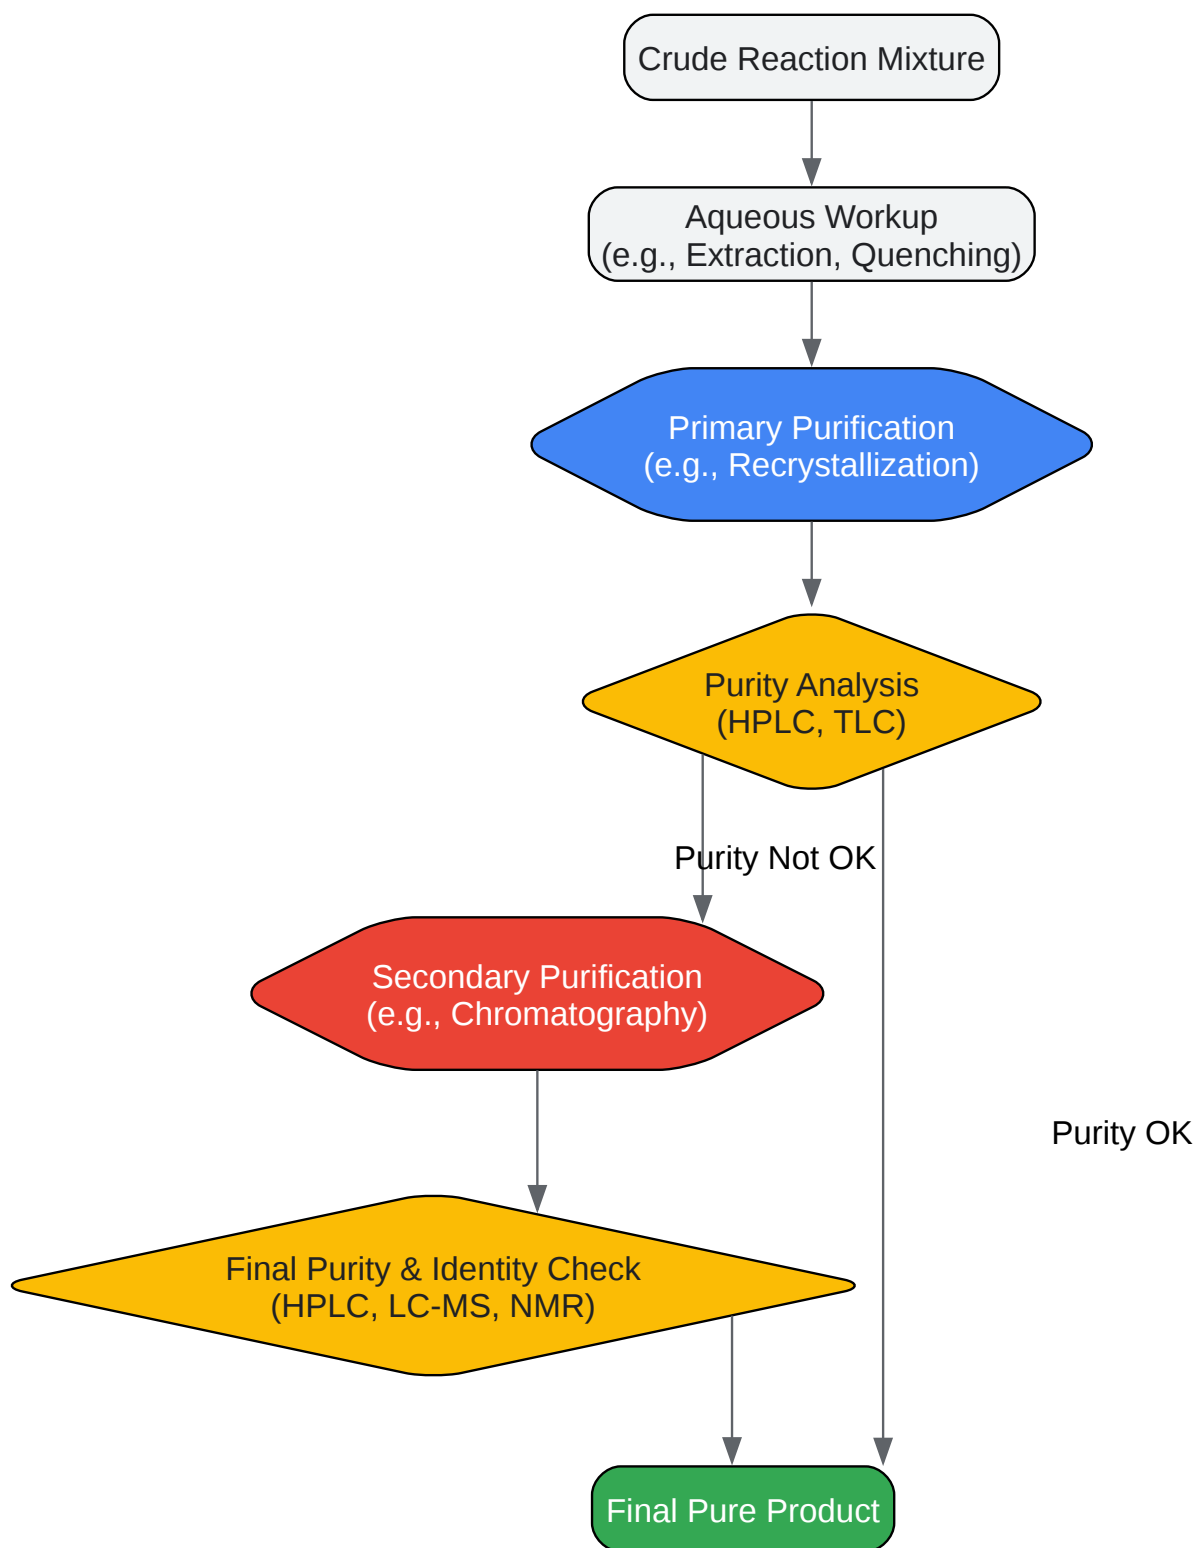 Crude Reaction Mixture
Aqueous Workup
(e.g., Extraction, Quenching)
Primary Purification
(e.g., Recrystallization)
Purity Analysis
(HPLC, TLC)
Purity Not OK
Secondary Purification
(e.g., Chromatography)
Purity OK
Final Purity & Identity Check
(HPLC, LC-MS, NMR)
Final Pure Product